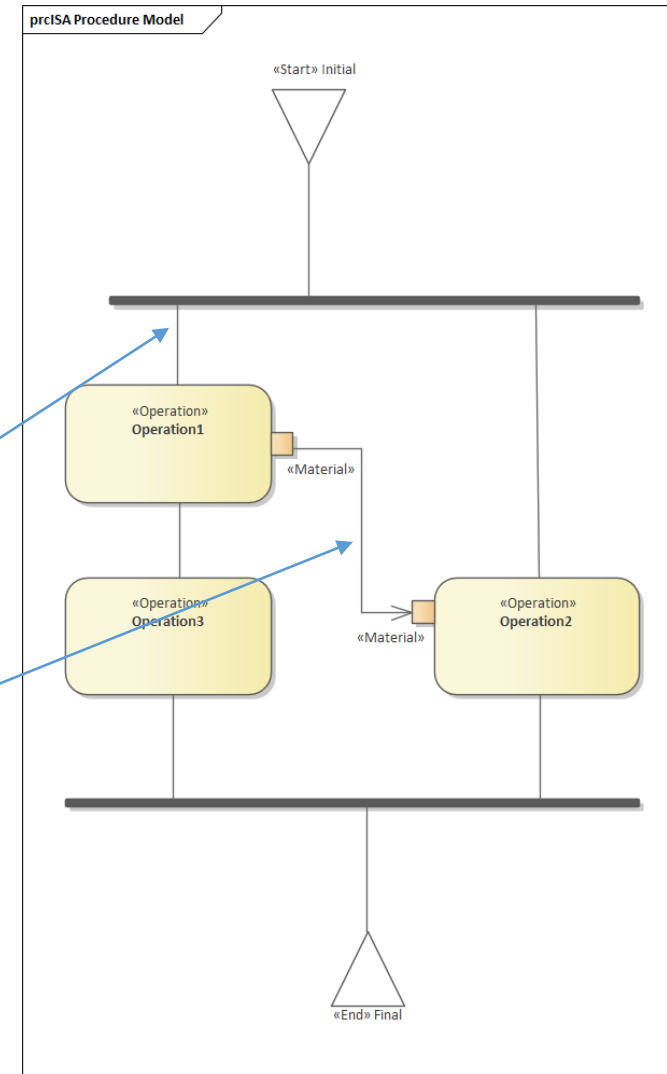 prcISA Procedure Model
«Start» Initial
«Operation»
Operation1
«Material»
«Operation»
Operation3
«Operation»
Operation2
«Material»
«End» Final